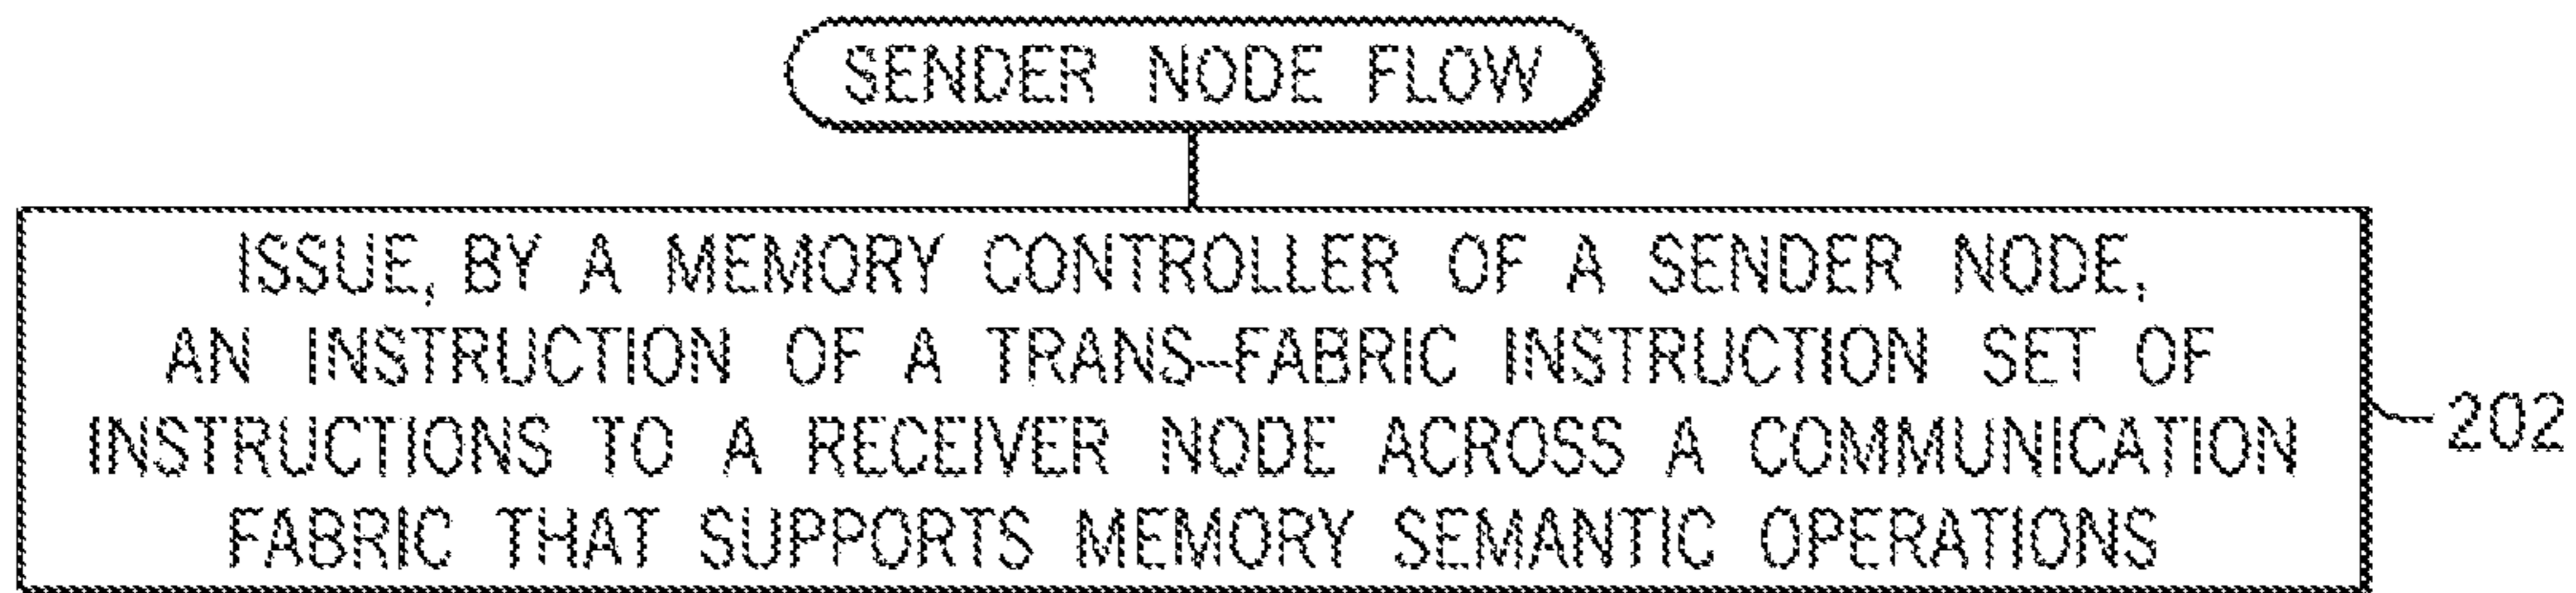 SENDER NODE FLOW
ISSUE, BY A MEMORY CONTROLLER OF A SENDER NODE,
AN INSTRUCTION OF A TRANS-FABRIC INSTRUCTION SET OF
INSTRUCTIONS TO A RECEIVER NODE ACROSS A COMMUNICATION
FABRIC THAT SUPPORTS MEMORY SEMANTIC OPERATIONS
202